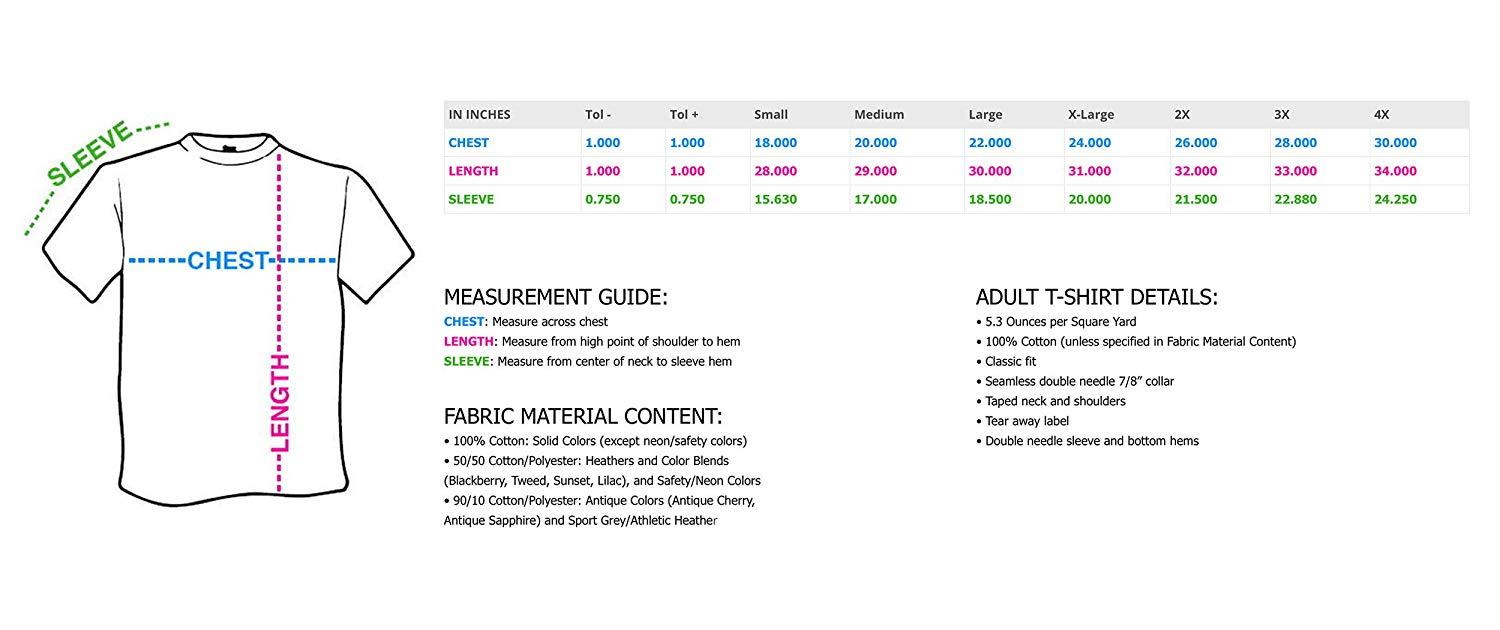 SLEEVE
CHEST
LENGTH
IN INCHES Tol - Tol + Small Medium Large X-Large 2X 3X 4X
CHEST 1.000 1.000 18.000 20.000 22.000 24.000 26.000 28.000 30.000
LENGTH 1.000 1.000 28.000 29.000 30.000 31.000 32.000 33.000 34.000
SLEEVE 0.750 0.750 15.630 17.000 18.500 20.000 21.500 22.880 24.250
MEASUREMENT GUIDE:
CHEST: Measure across chest
LENGTH: Measure from high point of shoulder to hem
SLEEVE: Measure from center of neck to sleeve hem
FABRIC MATERIAL CONTENT:
• 100% Cotton: Solid Colors (except neon/safety colors)
• 50/50 Cotton/Polyester: Heathers and Color Blends
(Blackberry, Tweed, Sunset, Lilac), and Safety/Neon Colors
• 90/10 Cotton/Polyester: Antique Colors (Antique Cherry,
Antique Sapphire) and Sport Grey/Athletic Heather
ADULT T-SHIRT DETAILS:
• 5.3 Ounces per Square Yard
• 100% Cotton (unless specified in Fabric Material Content)
• Classic fit
• Seamless double needle 7/8” collar
• Taped neck and shoulders
• Tear away label
• Double needle sleeve and bottom hems